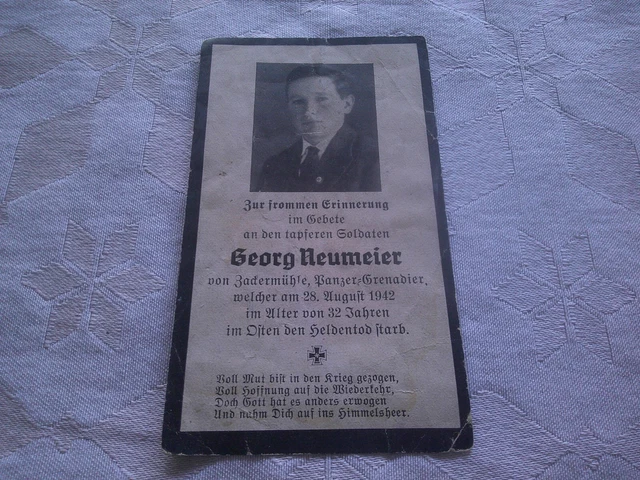 Zur frommen Erinnerung
im Gebete
an den tapferen Soldaten
Georg Neumeier
von Zackermühle, Panzer-Grenadier,
welcher am 28. August 1942
im Alter von 32 Jahren
im Osten den Heldentod starb.
Voll Mut bist in den Krieg gezogen,
Voll Hoffnung auf die Wiederkehr,
Doch Gott hat es anders erwogen
Und nahm Dich auf ins Himmelsheer.